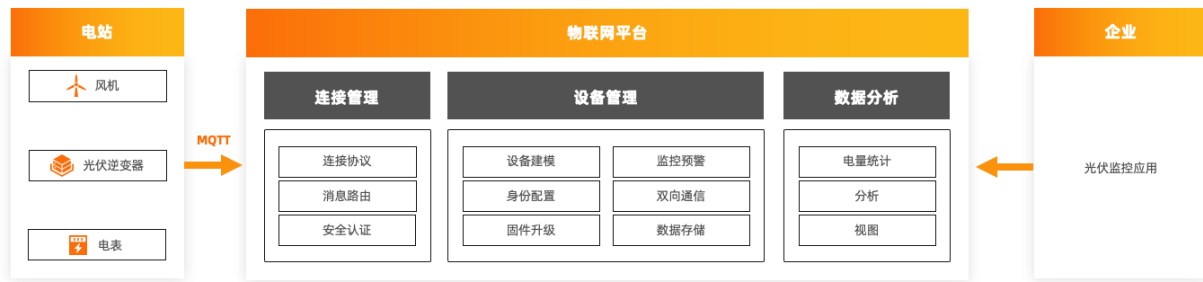 电站
风机
光伏逆变器
电表
MQTT
物联网平台
连接管理
连接协议
消息路由
安全认证
设备管理
设备建模
监控预警
身份配置
双向通信
固件升级
数据存储
数据分析
电量统计
分析
视图
企业
光伏监控应用